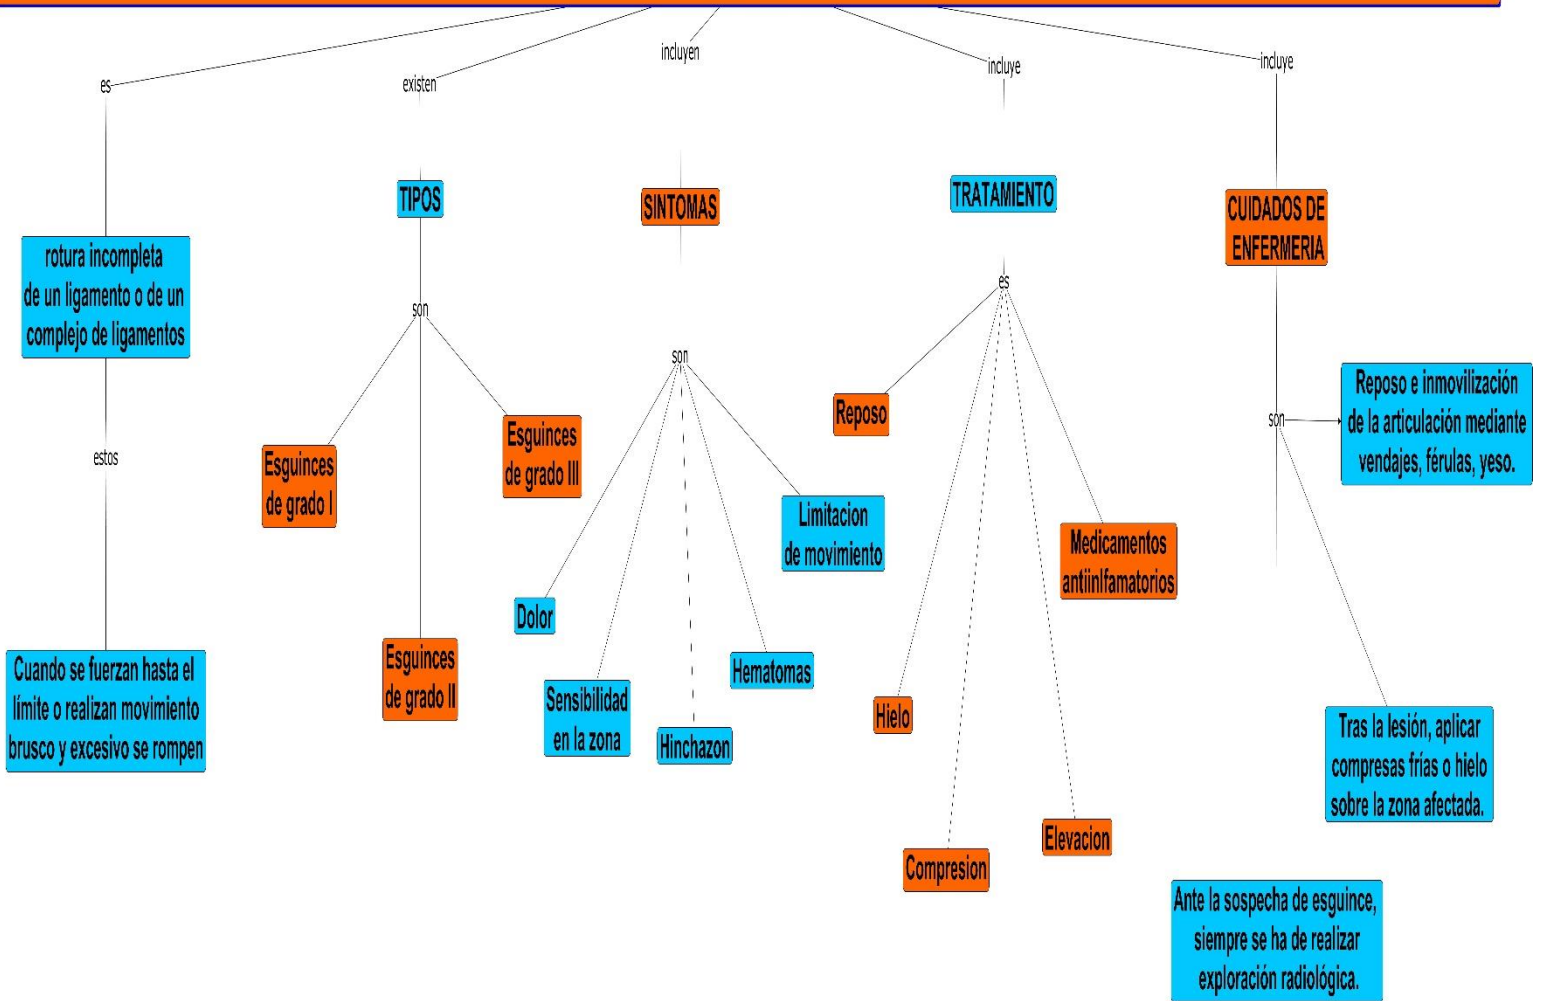 es
existen
incluyen
incluye
incluye
rotura incompleta
de un ligamento o de un
complejo de ligamentos
estos
Cuando se fuerzan hasta el
límite o realizan movimiento
brusco y excesivo se rompen
TIPOS
son
Esguinces
de grado I
Esguinces
de grado II
Esguinces
de grado III
SINTOMAS
son
Dolor
Sensibilidad
en la zona
Hinchazon
Hematomas
Limitacion
de movimiento
TRATAMIENTO
es
Reposo
Hielo
Compresion
Elevacion
Medicamentos
antiinlfamatorios
CUIDADOS DE
ENFERMERIA
son
Reposo e inmovilización
de la articulación mediante
vendajes, férulas, yeso.
Tras la lesión, aplicar
compresas frías o hielo
sobre la zona afectada.
Ante la sospecha de esguince,
siempre se ha de realizar
exploración radiológica.